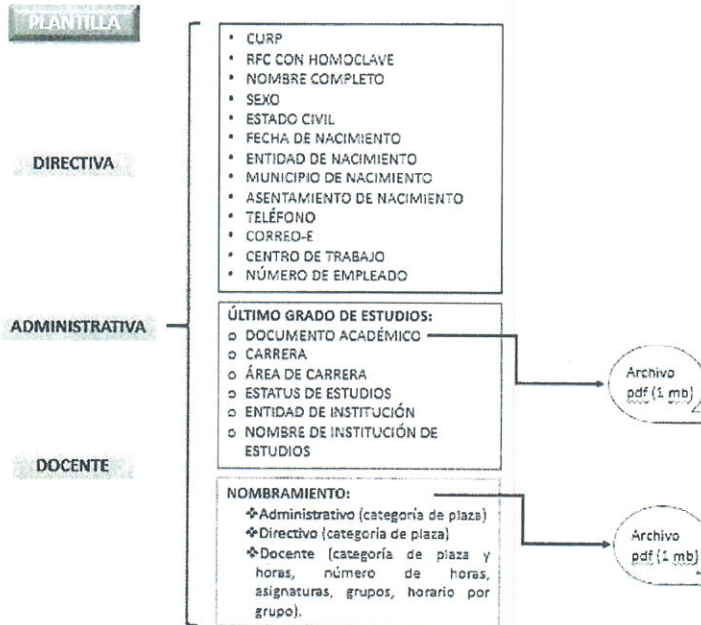 PLANTILLA
DIRECTIVA
ADMINISTRATIVA
DOCENTE
• CURP
• RFC CON HOMOCLAVE
• NOMBRE COMPLETO
• SEXO
• ESTADO CIVIL
• FECHA DE NACIMIENTO
• ENTIDAD DE NACIMIENTO
• MUNICIPIO DE NACIMIENTO
• ASENTAMIENTO DE NACIMIENTO
• TELÉFONO
• CORREO-E
• CENTRO DE TRABAJO
• NÚMERO DE EMPLEADO
ÚLTIMO GRADO DE ESTUDIOS:
o DOCUMENTO ACADÉMICO
o CARRERA
o ÁREA DE CARRERA
o ESTATUS DE ESTUDIOS
o ENTIDAD DE INSTITUCIÓN
o NOMBRE DE INSTITUCIÓN DE
ESTUDIOS
Archivo
pdf (1 mb)
NOMBRAMIENTO:
❖Administrativo (categoría de plaza)
❖Directivo (categoría de plaza)
❖Docente (categoría de plaza y
horas, número de horas,
asignaturas, grupos, horario por
grupo).
Archivo
pdf (1 mb)